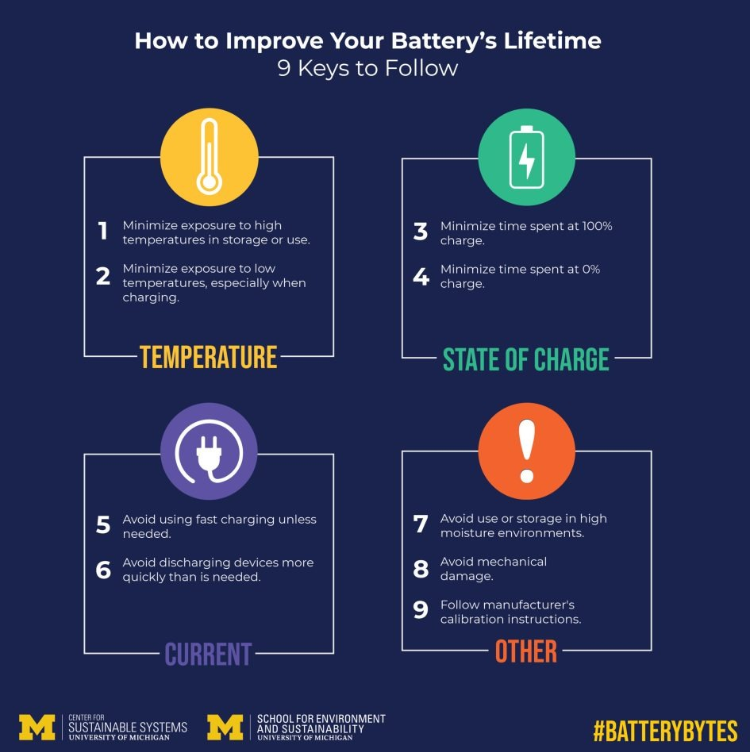 How to Improve Your Battery's Lifetime
9 Keys to Follow
1 Minimize exposure to high
temperatures in storage or use.
2 Minimize exposure to low
temperatures, especially when
charging.
TEMPERATURE
3 Minimize time spent at 100%
charge.
4 Minimize time spent at 0%
charge.
STATE OF CHARGE
5 Avoid using fast charging unless
needed.
6 Avoid discharging devices more
quickly than is needed.
CURRENT
7 Avoid use or storage in high
moisture environments.
8 Avoid mechanical
damage.
9 Follow manufacturer's
calibration instructions.
OTHER
M
CENTER FOR
SUSTAINABLE SYSTEMS
UNIVERSITY OF MICHIGAN
M
SCHOOL FOR ENVIRONMENT
AND SUSTAINABILITY
UNIVERSITY OF MICHIGAN
#BATTERYBYTES